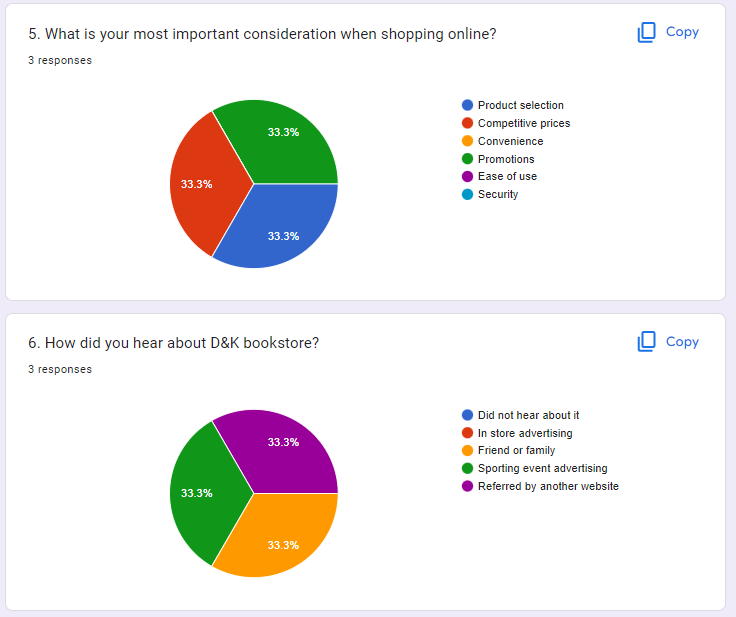 5. What is your most important consideration when shopping online?
Copy
3 responses
33.3%
33.3%
33.3%
Product selection
Competitive prices
Convenience
Promotions
Ease of use
Security
6. How did you hear about D&K bookstore?
Copy
3 responses
33.3%
33.3%
33.3%
Did not hear about it
In store advertising
Friend or family
Sporting event advertising
Referred by another website